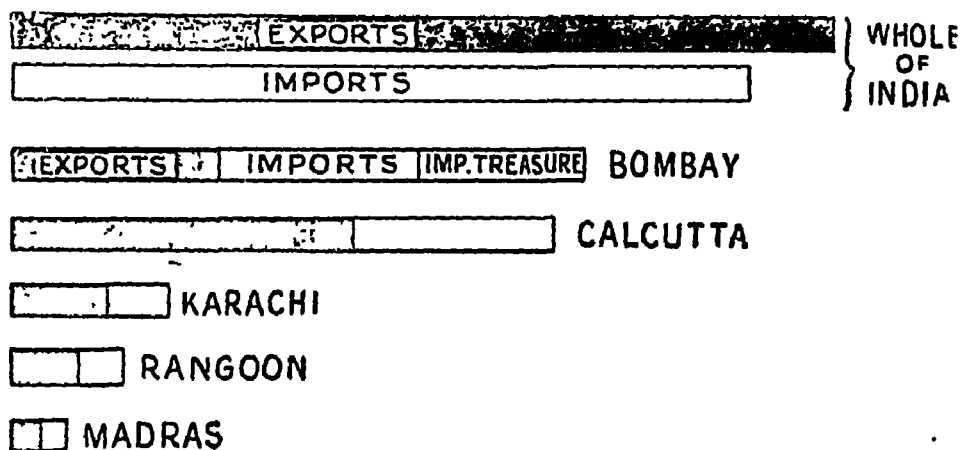 EXPORTS
IMPORTS
WHOLE
OF
INDIA
EXPORTS IMPORTS IMP. TREASURE BOMBAY
CALCUTTA
KARACHI
RANGOON
MADRAS